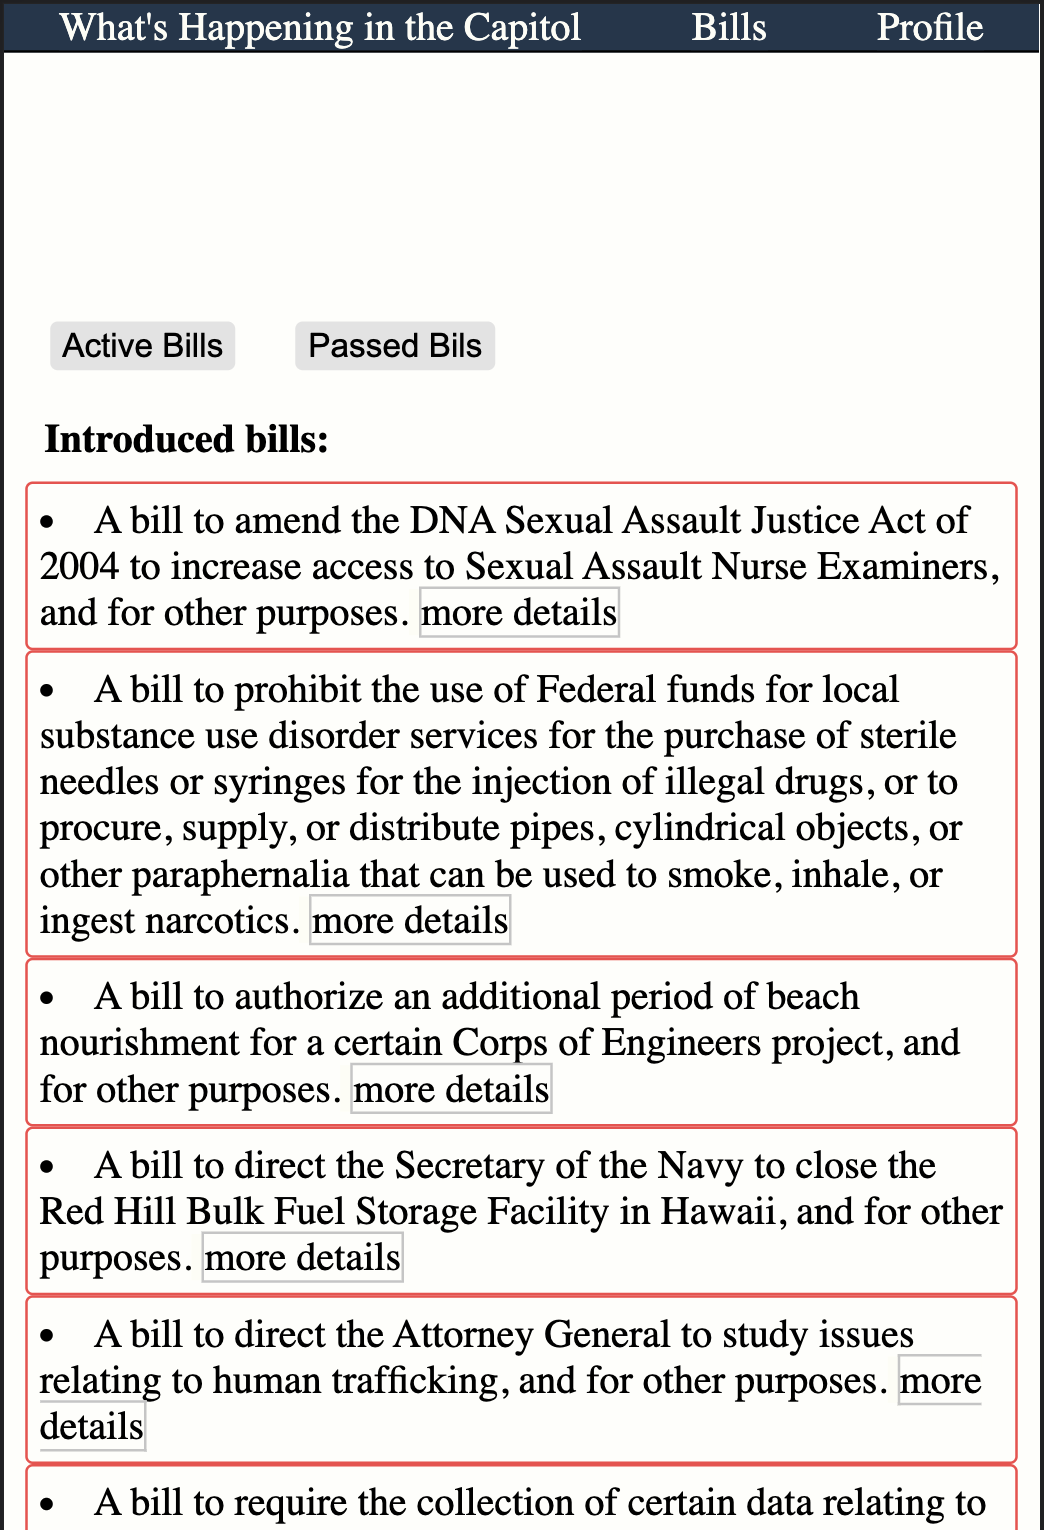 What's Happening in the Capitol Bills Profile
Active Bills Passed Bils
Introduced bills:
• A bill to amend the DNA Sexual Assault Justice Act of
2004 to increase access to Sexual Assault Nurse Examiners,
and for other purposes. more details
• A bill to prohibit the use of Federal funds for local
substance use disorder services for the purchase of sterile
needles or syringes for the injection of illegal drugs, or to
procure, supply, or distribute pipes, cylindrical objects, or
other paraphernalia that can be used to smoke, inhale, or
ingest narcotics. more details
• A bill to authorize an additional period of beach
nourishment for a certain Corps of Engineers project, and
for other purposes. more details
• A bill to direct the Secretary of the Navy to close the
Red Hill Bulk Fuel Storage Facility in Hawaii, and for other
purposes. more details
• A bill to direct the Attorney General to study issues
relating to human trafficking, and for other purposes. more
details
• A bill to require the collection of certain data relating to